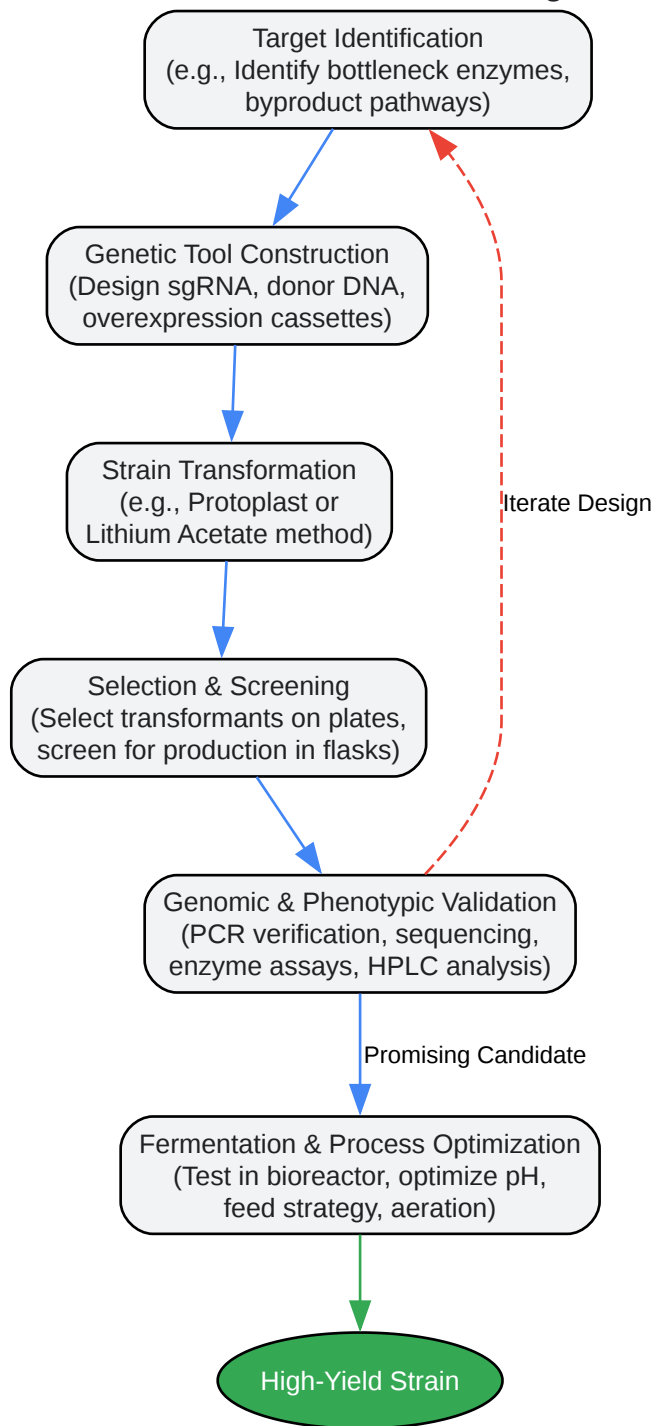 Target Identification
(e.g., Identify bottleneck enzymes,
byproduct pathways)
Genetic Tool Construction
(Design sgRNA, donor DNA,
overexpression cassettes)
Strain Transformation
(e.g., Protoplast or
Lithium Acetate method)
Iterate Design
Selection & Screening
(Select transformants on plates,
screen for production in flasks)
Genomic & Phenotypic Validation
(PCR verification, sequencing,
enzyme assays, HPLC analysis)
Promising Candidate
Fermentation & Process Optimization
(Test in bioreactor, optimize pH,
feed strategy, aeration)
High-Yield Strain